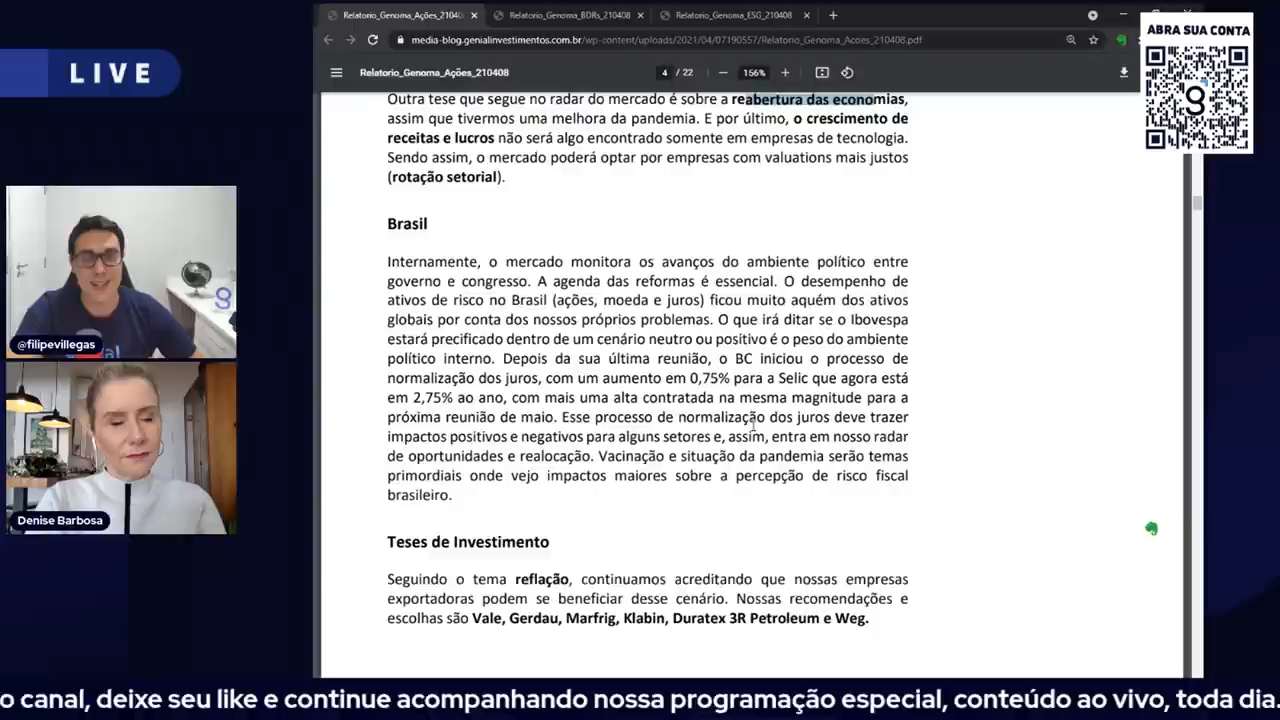 LIVE
@filipevillegas
Denise Barbosa
Relatorio_Genoma_Ações_2104
Relatorio_Genoma_BDRs_210408
Relatorio_Genoma_ESG_210408
media-blog.genialinvestimentos.com.br/wp-content/uploads/2021/04/07190557/Relatorio_Genoma_Acoes_210408.pdf
Relatorio_Genoma_Ações_210408
4 / 22
156%
ABRA SUA CONTA
Outra tese que segue no radar do mercado é sobre a reabertura das economias,
assim que tivermos uma melhora da pandemia. E por último, o crescimento de
receitas e lucros não será algo encontrado somente em empresas de tecnologia.
Sendo assim, o mercado poderá optar por empresas com valuations mais justos
(rotação setorial).
Brasil
Internamente, o mercado monitora os avanços do ambiente político entre
governo e congresso. A agenda das reformas é essencial. O desempenho de
ativos de risco no Brasil (ações, moeda e juros) ficou muito aquém dos ativos
globais por conta dos nossos próprios problemas. O que irá ditar se o Ibovespa
estará precificado dentro de um cenário neutro ou positivo é o peso do ambiente
político interno. Depois da sua última reunião, o BC iniciou o processo de
normalização dos juros, com um aumento em 0,75% para a Selic que agora está
em 2,75% ao ano, com mais uma alta contratada na mesma magnitude para a
próxima reunião de maio. Esse processo de normalização dos juros deve trazer
impactos positivos e negativos para alguns setores e, assim, entra em nosso radar
de oportunidades e realocação. Vacinação e situação da pandemia serão temas
primordiais onde vejo impactos maiores sobre a percepção de risco fiscal
brasileiro.
Teses de Investimento
Seguindo o tema reflação, continuamos acreditando que nossas empresas
exportadoras podem se beneficiar desse cenário. Nossas recomendações e
escolhas são Vale, Gerdau, Marfrig, Klabin, Duratex 3R Petroleum e Weg.
o canal, deixe seu like e continue acompanhando nossa programação especial, conteúdo ao vivo, toda dia.